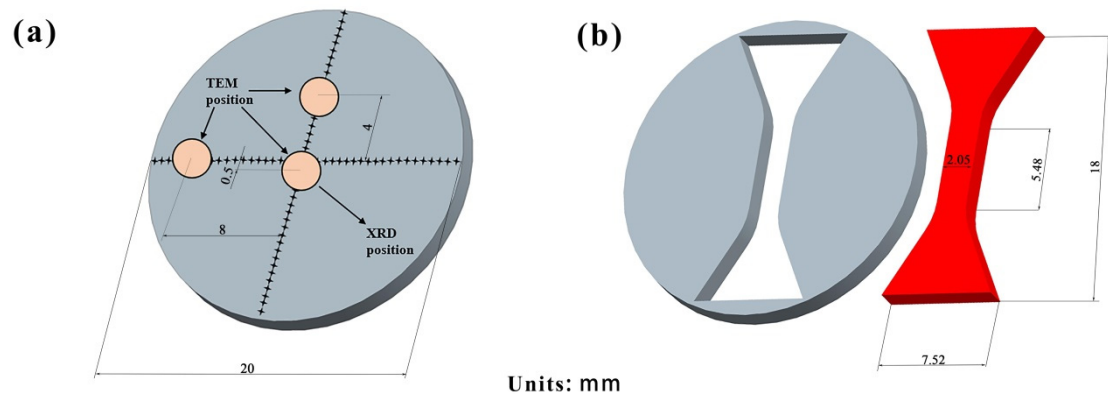 (a)
TEM
position
4
0.5
8
XRD
position
20
(b)
2.05
5.48
18
7.52
Units: mm